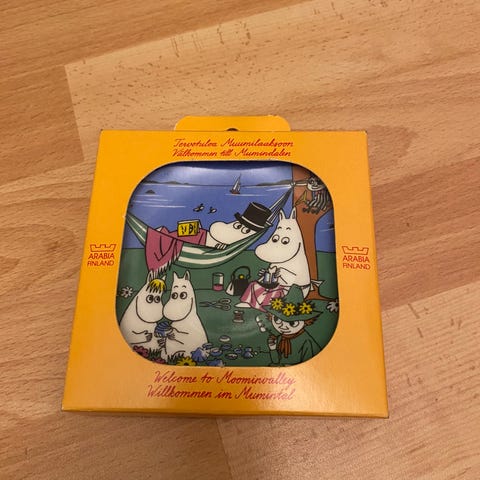 Tervetuloa Muumilaaksoon
Välkommen till Mumindalen
ARABIA
FINLAND
ARABIA
FINLAND
Welcome to Moominvalley
Willkommen im Mumintal